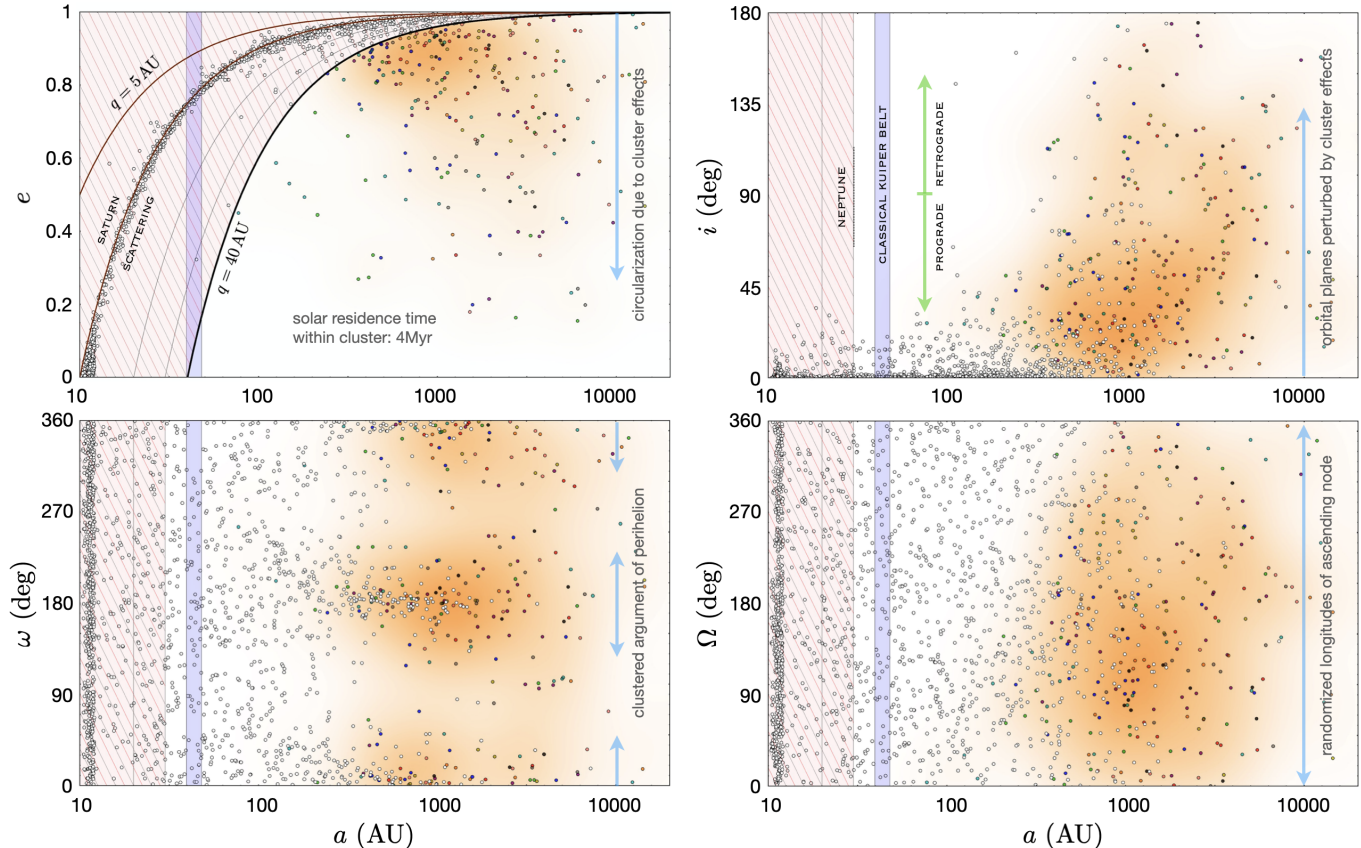 1
0.8
0.6
0.4
0.2
0
e
q = 5 AU
SATURN
SCATTERING
q = 40 AU
solar residence time
within cluster: 4Myr
circularization due to cluster effects
10
100
1000
10000
180
135
90
45
0
i (deg)
NEPTUNE
CLASSICAL KUIPER BELT
PROGRADE
RETROGRADE
orbital planes perturbed by cluster effects
10
100
1000
10000
360
270
180
90
0
ω (deg)
clustered argument of perihelion
10
100
1000
10000
a (AU)
360
270
180
90
0
Ω (deg)
randomized longitudes of ascending node
10
100
1000
10000
a (AU)